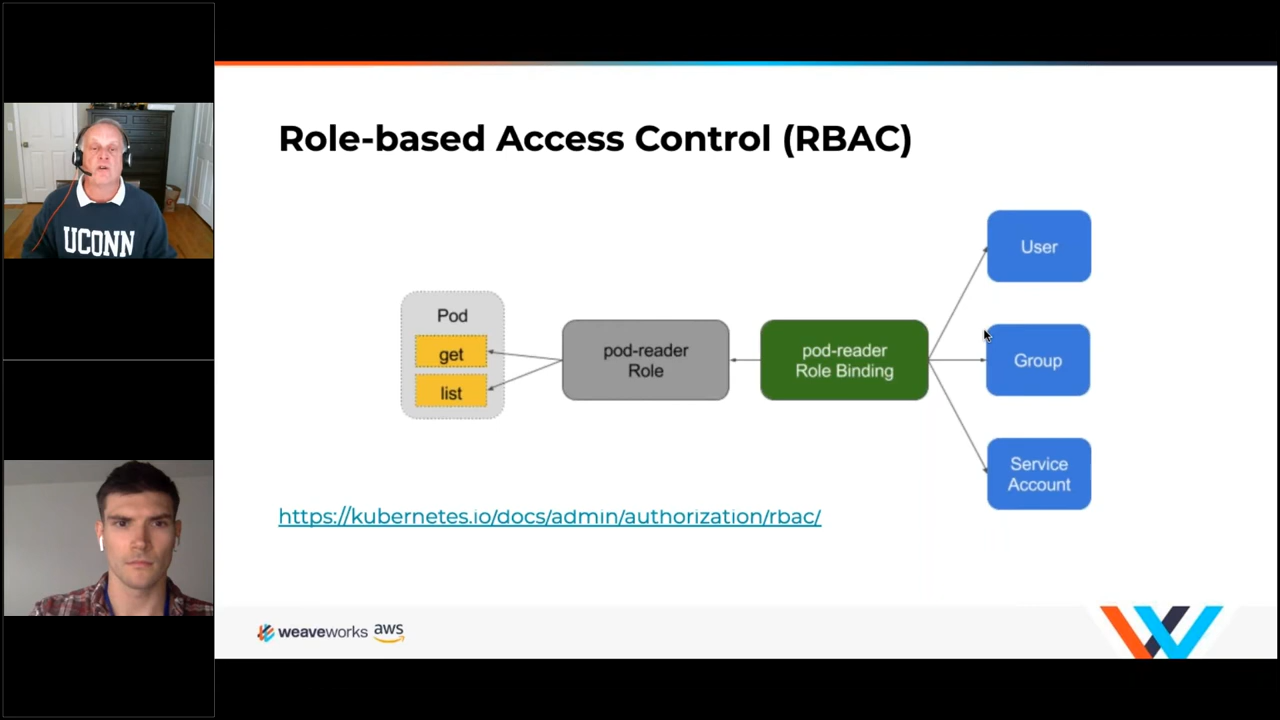 UCONN
Role-based Access Control (RBAC)
Pod
get
list
pod-reader
Role
pod-reader
Role Binding
User
Group
Service
Account
https://kubernetes.io/docs/admin/authorization/rbac/
weaveworks
aws